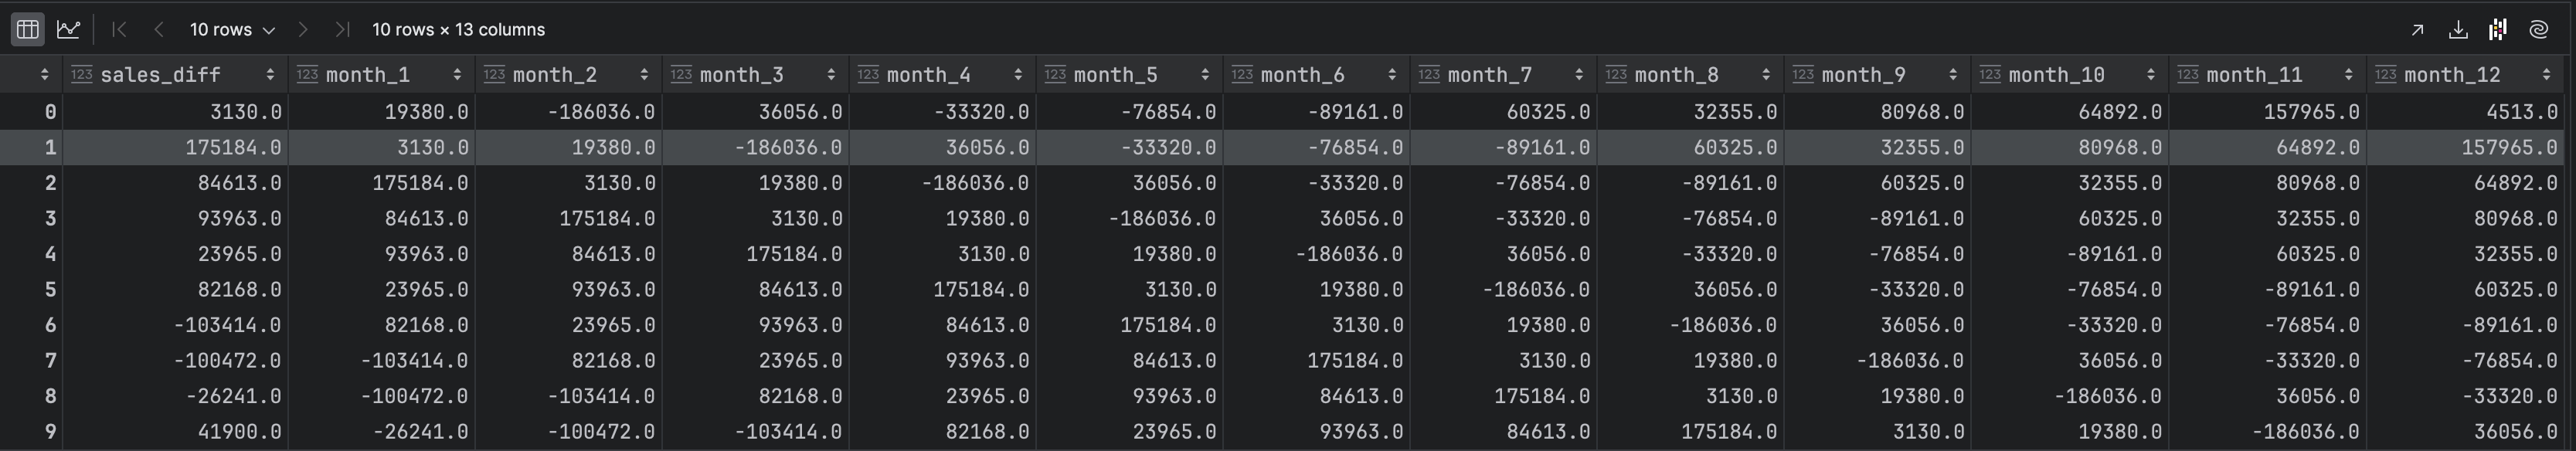 10 rows 10 rows × 13 columns
123 sales_diff 123 month_1 123 month_2 123 month_3 123 month_4 123 month_5 123 month_6 123 month_7 123 month_8 123 month_9 123 month_10 123 month_11 123 month_12
0 3130.0 19380.0 -186036.0 36056.0 -33320.0 -76854.0 -89161.0 60325.0 32355.0 80968.0 64892.0 157965.0 4513.0
1 175184.0 3130.0 19380.0 -186036.0 36056.0 -33320.0 -76854.0 -89161.0 60325.0 32355.0 80968.0 64892.0 157965.0
2 84613.0 175184.0 3130.0 19380.0 -186036.0 36056.0 -33320.0 -76854.0 -89161.0 60325.0 32355.0 80968.0 64892.0
3 93963.0 84613.0 175184.0 3130.0 19380.0 -186036.0 36056.0 -33320.0 -76854.0 -89161.0 60325.0 32355.0 80968.0
4 23965.0 93963.0 84613.0 175184.0 3130.0 19380.0 -186036.0 36056.0 -33320.0 -76854.0 -89161.0 60325.0 32355.0
5 82168.0 23965.0 93963.0 84613.0 175184.0 3130.0 19380.0 -186036.0 36056.0 -33320.0 -76854.0 -89161.0 60325.0
6 -103414.0 82168.0 23965.0 93963.0 84613.0 175184.0 3130.0 19380.0 -186036.0 36056.0 -33320.0 -76854.0 -89161.0
7 -100472.0 -103414.0 82168.0 23965.0 93963.0 84613.0 175184.0 3130.0 19380.0 -186036.0 36056.0 -33320.0 -76854.0
8 -26241.0 -100472.0 -103414.0 82168.0 23965.0 93963.0 84613.0 175184.0 3130.0 19380.0 -186036.0 36056.0 -33320.0
9 41900.0 -26241.0 -100472.0 -103414.0 82168.0 23965.0 93963.0 84613.0 175184.0 3130.0 19380.0 -186036.0 36056.0